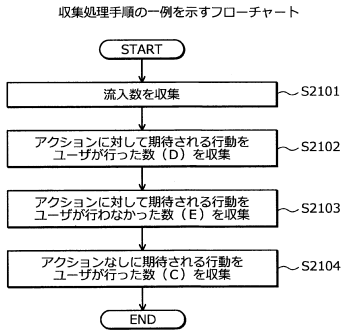 収集処理手順の一例を示すフローチャート
START
流入数を収集
S2101
アクションに対して期待される行動を
ユーザが行った数（D）を収集
S2102
アクションに対して期待される行動を
ユーザが行わなかった数（E）を収集
S2103
アクションなしに期待される行動を
ユーザが行った数（C）を収集
S2104
END